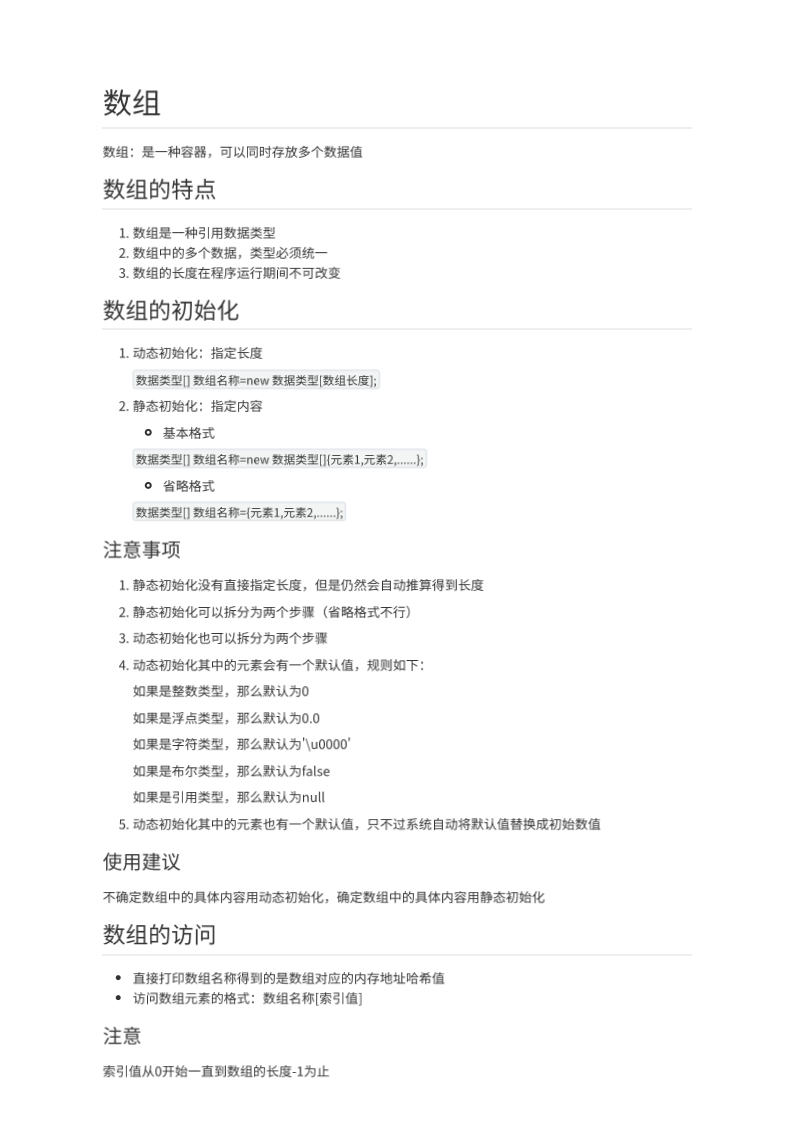 数组
数组：是一种容器，可以同时存放多个数据值
数组的特点
1. 数组是一种引用数据类型
2. 数组中的多个数据，类型必须统一
3. 数组的长度在程序运行期间不可改变
数组的初始化
1. 动态初始化：指定长度
数据类型[] 数组名称=new 数据类型[数组长度];
2. 静态初始化：指定内容
基本格式
数据类型[] 数组名称=new 数据类型[]{元素1,元素2,......};
省略格式
数据类型[] 数组名称={元素1,元素2,......};
注意事项
1. 静态初始化没有直接指定长度，但是仍然会自动推算得到长度
2. 静态初始化可以拆分为两个步骤（省略格式不行）
3. 动态初始化也可以拆分为两个步骤
4. 动态初始化其中的元素会有一个默认值，规则如下：
如果是整数类型，那么默认为0
如果是浮点类型，那么默认为0.0
如果是字符类型，那么默认为'\u0000'
如果是布尔类型，那么默认为false
如果是引用类型，那么默认为null
5. 动态初始化其中的元素也有一个默认值，只不过系统自动将默认值替换成初始数值
使用建议
不确定数组中的具体内容用动态初始化，确定数组中的具体内容用静态初始化
数组的访问
• 直接打印数组名称得到的是数组对应的内存地址哈希值
• 访问数组元素的格式：数组名称[索引值]
注意
索引值从0开始一直到数组的长度-1为止